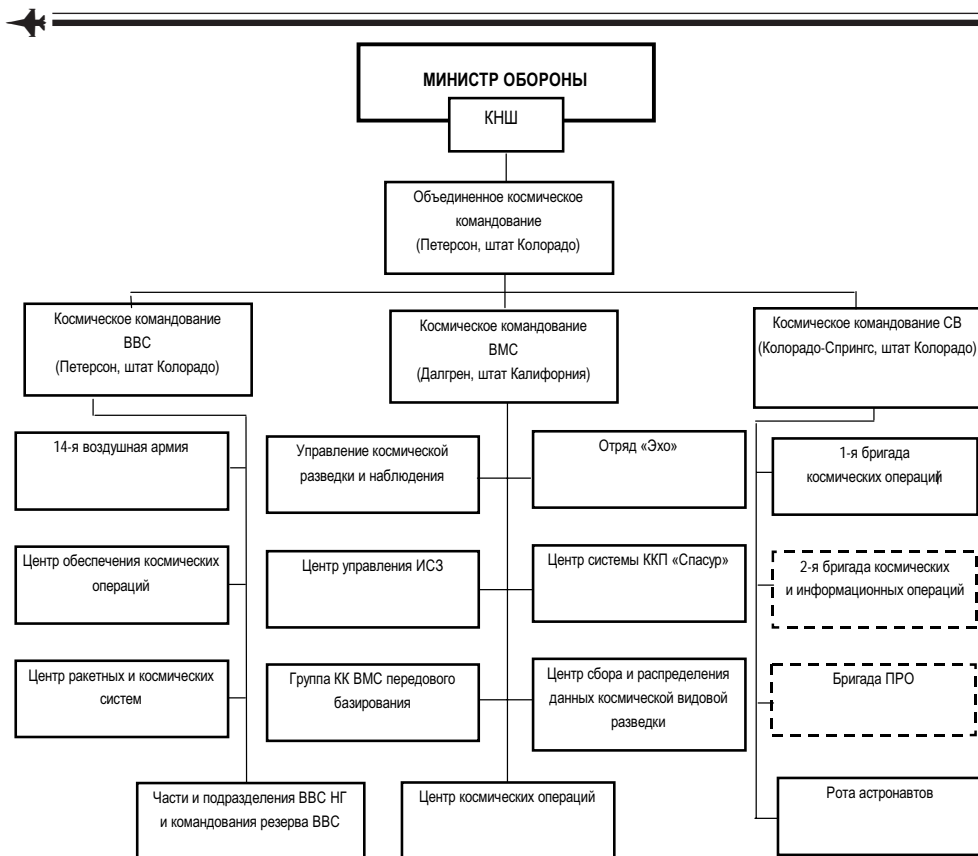 МИНИСТР ОБОРОНЫ
КНШ
Объединенное космическое
командование
(Петерсон, штат Колорадо)
Космическое командование
ВВС
(Петерсон, штат Колорадо)
Космическое командование
ВМС
(Далгрен, штат Калифорния)
Космическое командование СВ
(Колорадо-Спрингс, штат Колорадо)
14-я воздушная армия
Центр обеспечения космических
операций
Центр ракетных и космических
систем
Части и подразделения ВВС НГ
и командования резерва ВВС
Управление космической
разведки и наблюдения
Центр управления ИСЗ
Группа КК ВМС передового
базирования
Отряд «Эхо»
Центр системы ККП «Спасур»
Центр сбора и распределения
данных космической видовой
разведки
Центр космических операций
1-я бригада
космических операций
2-я бригада космических
и информационных операций
Бригада ПРО
Рота астронавтов